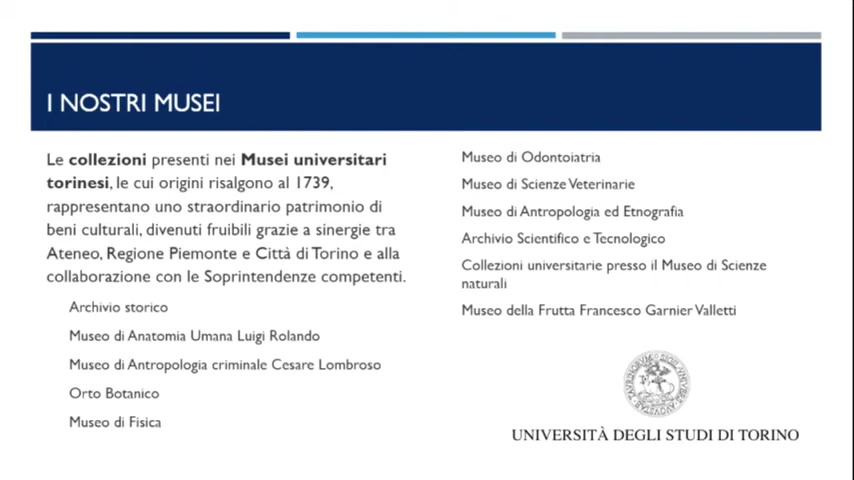 I NOSTRI MUSEI
Le collezioni presenti nei Musei universitari
torinesi, le cui origini risalgono al 1739,
rappresentano uno straordinario patrimonio di
beni culturali, divenuti fruibili grazie a sinergie tra
Ateneo, Regione Piemonte e Città di Torino e alla
collaborazione con le Soprintendenze competenti.
Archivio storico
Museo di Anatomia Umana Luigi Rolando
Museo di Antropologia criminale Cesare Lombroso
Orto Botanico
Museo di Fisica
Museo di Odontoiatria
Museo di Scienze Veterinarie
Museo di Antropologia ed Etnografia
Archivio Scientifico e Tecnologico
Collezioni universitarie presso il Museo di Scienze
naturali
Museo della Frutta Francesco Garnier Valletti
UNIVERSITÀ DEGLI STUDI DI TORINO